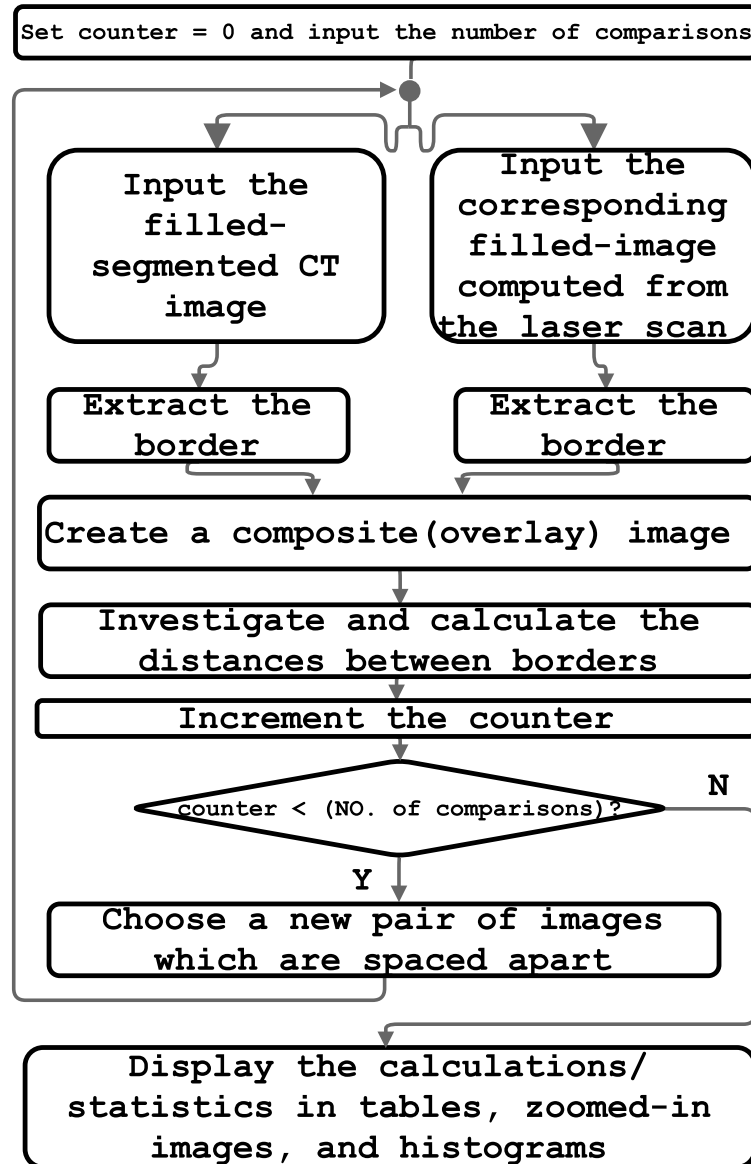 Set counter = 0 and input the number of comparisons
Input the
filled-
segmented CT
image
Input the
corresponding
filled-image
computed from
the laser scan
Extract the
border
Extract the
border
Create a composite(overlay) image
Investigate and calculate the
distances between borders
Increment the counter
counter < (NO. of comparisons)?
N
Y
Choose a new pair of images
which are spaced apart
Display the calculations/
statistics in tables, zoomed-in
images, and histograms